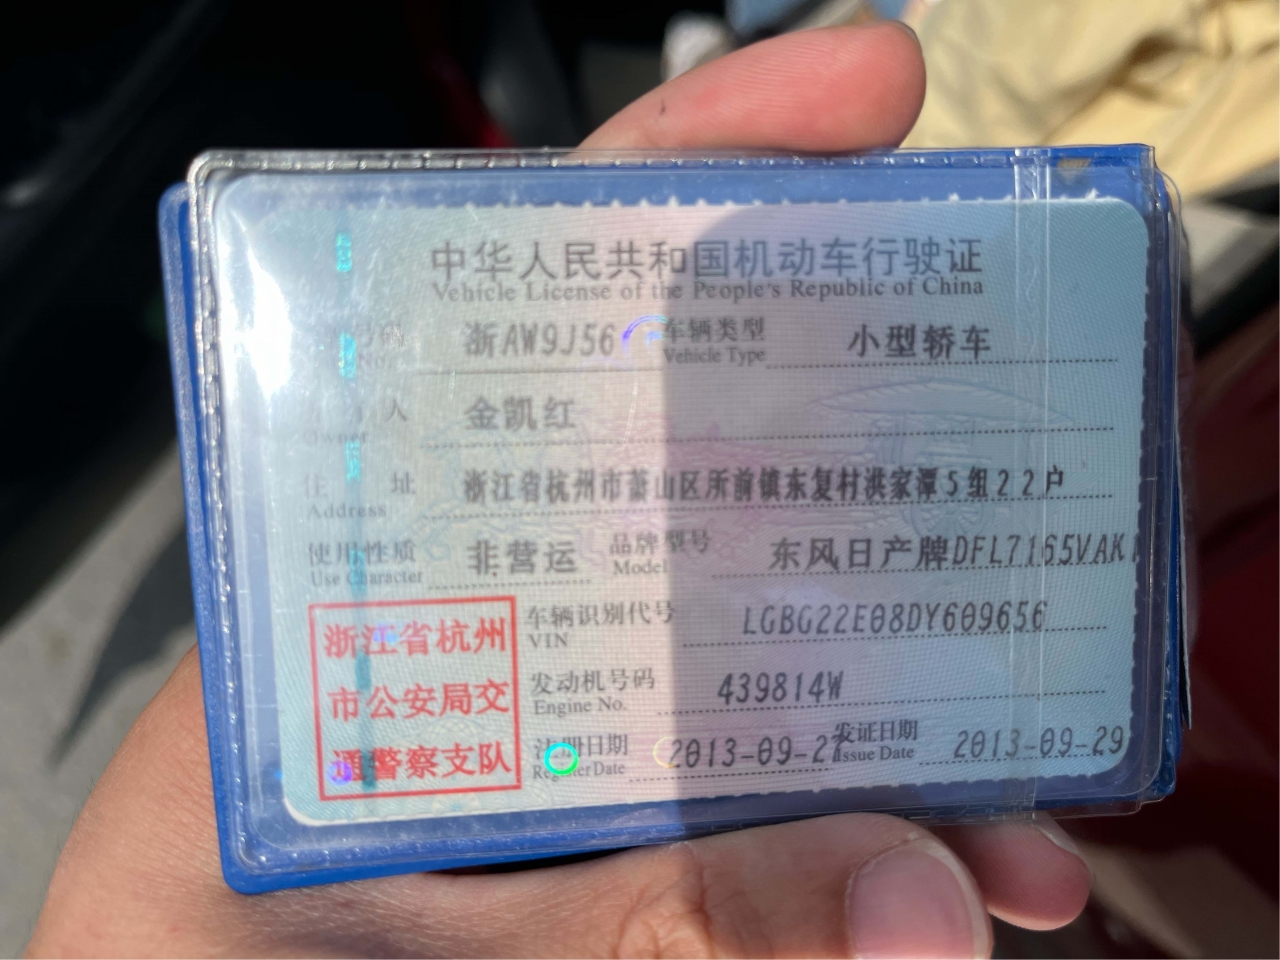 中华人民共和国机动车行驶证
Vehicle License of the People's Republic of China
号码 浙AW9J56 车辆类型 小型轿车
No. Vehicle Type
人 金凯红
Owner
住 址 浙江省杭州市萧山区所前镇东复村洪家潭5组22户
Address
使用性质 非营运 品牌型号 东风日产牌DFL7165VAK
Use Character Model
浙江省杭州
市公安局交
通警察支队
车辆识别代号 LGBG22E08DY609656
VIN
发动机号码 439814W
Engine No.
注册日期 2013-09-27 发证日期 2013-09-29
Register Date Issue Date